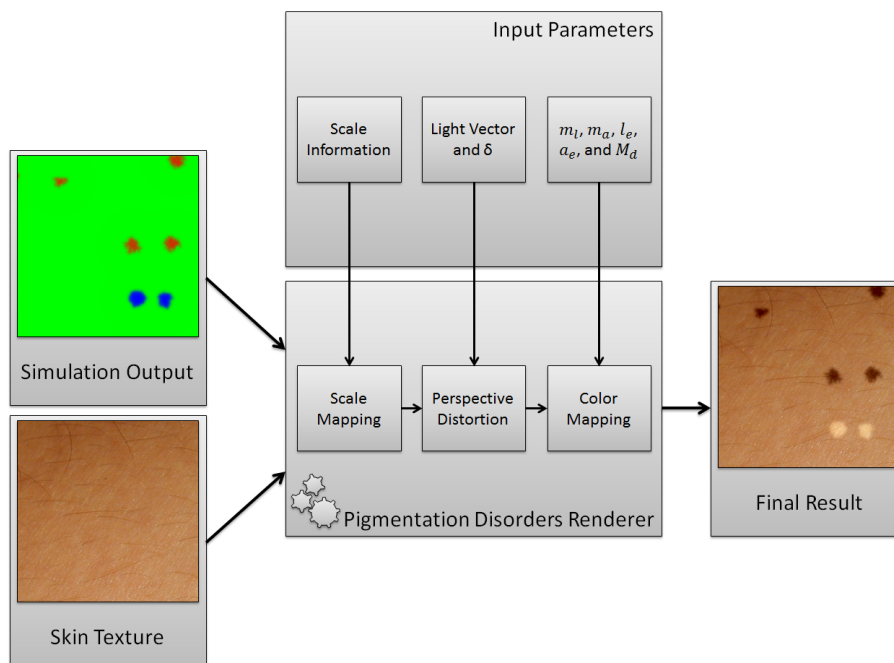 Input Parameters
Scale
Information
Light Vector
and δ
m_l, m_a, l_e,
a_e, and M_d
Simulation Output
Scale
Mapping
Perspective
Distortion
Color
Mapping
Pigmentation Disorders Renderer
Skin Texture
Final Result